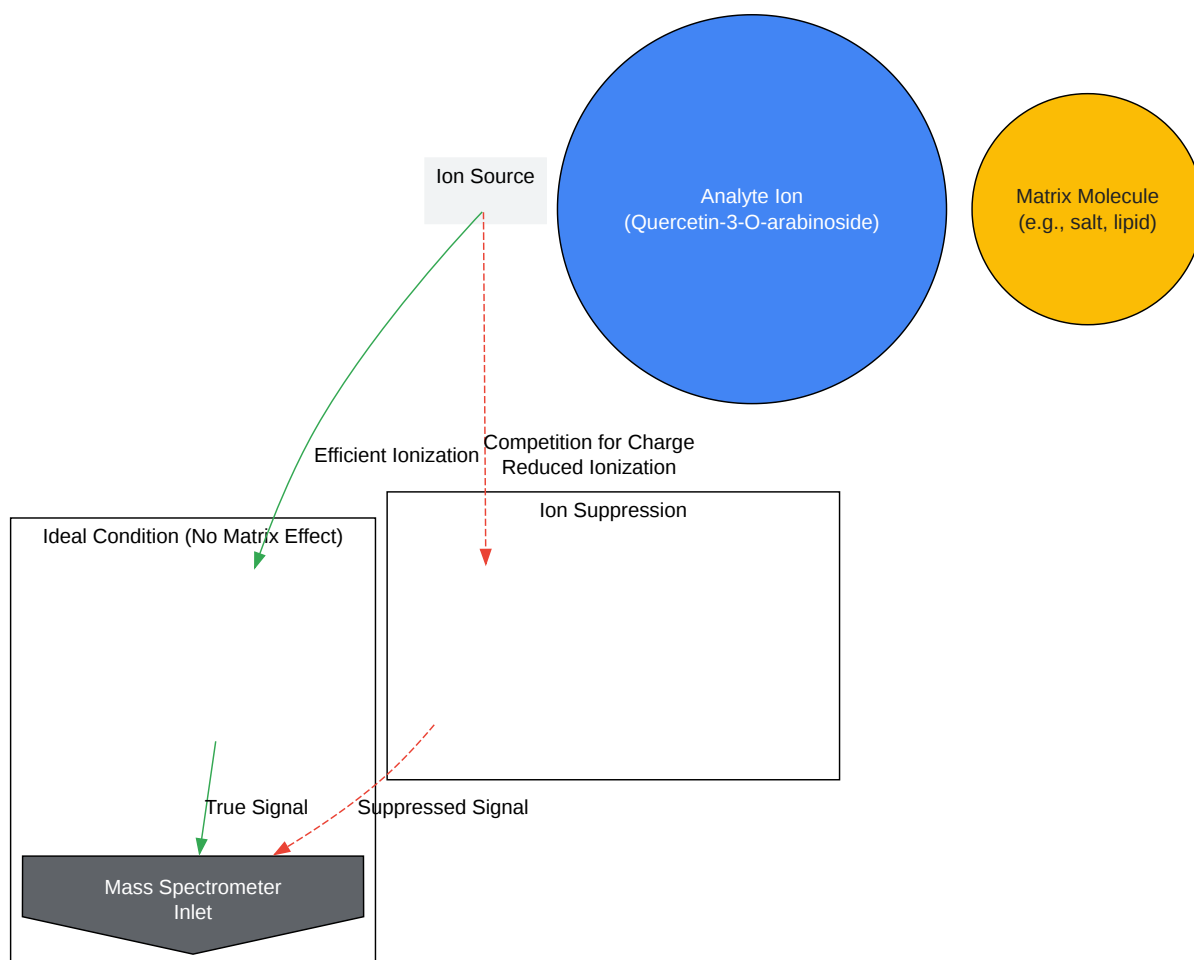 Ion Source
Analyte Ion
(Quercetin-3-O-arabinoside)
Matrix Molecule
(e.g., salt, lipid)
Efficient Ionization
Competition for Charge
Reduced Ionization
Ion Suppression
Ideal Condition (No Matrix Effect)
True Signal
Suppressed Signal
Mass Spectrometer
Inlet